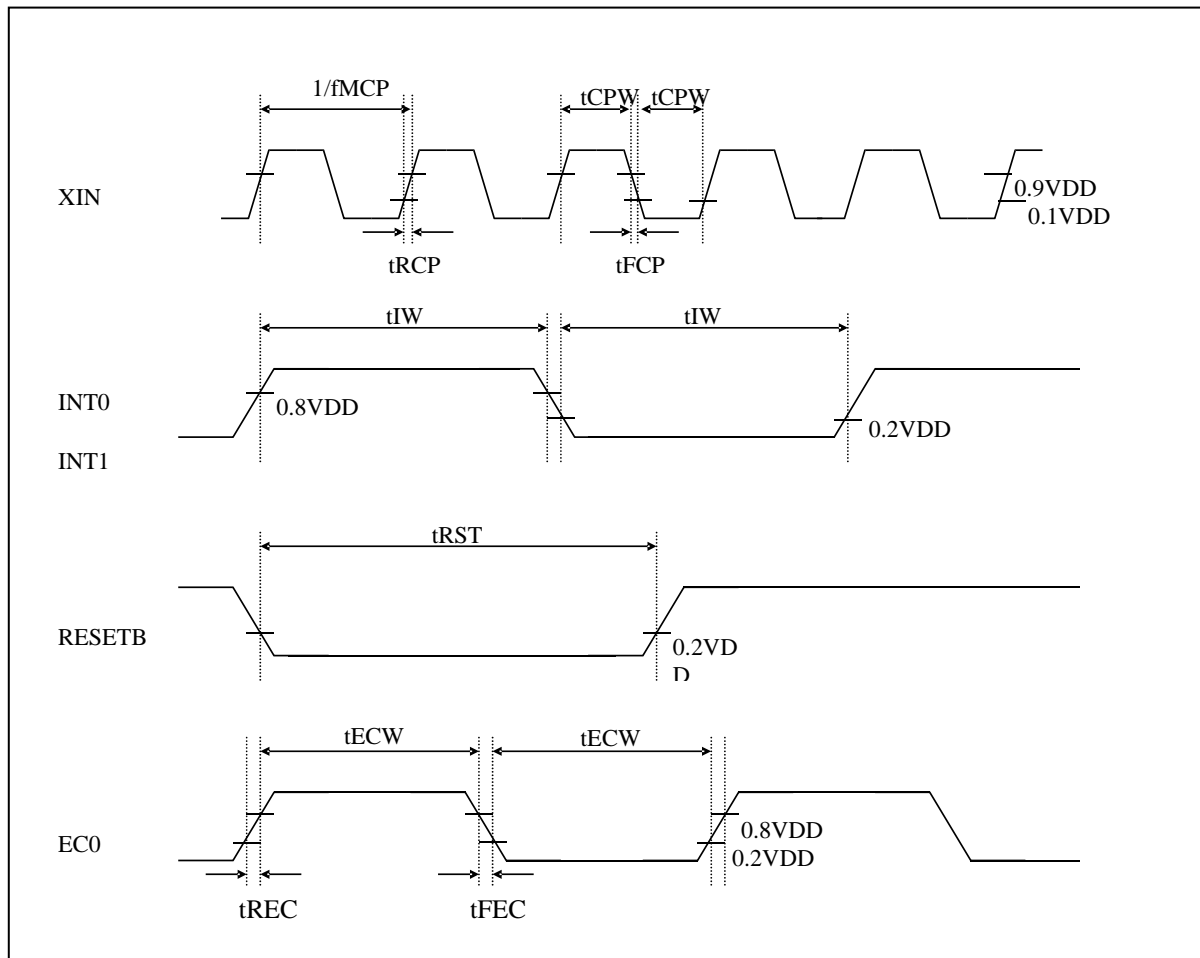 1/fMCP
tCPW tCPW
XIN
0.9VDD
0.1VDD
tRCP
tFCP
tIW
tIW
INT0
0.8VDD
0.2VDD
INT1
tRST
RESETB
0.2VD
D
tECW
tECW
EC0
0.8VDD
0.2VDD
tREC
tFEC